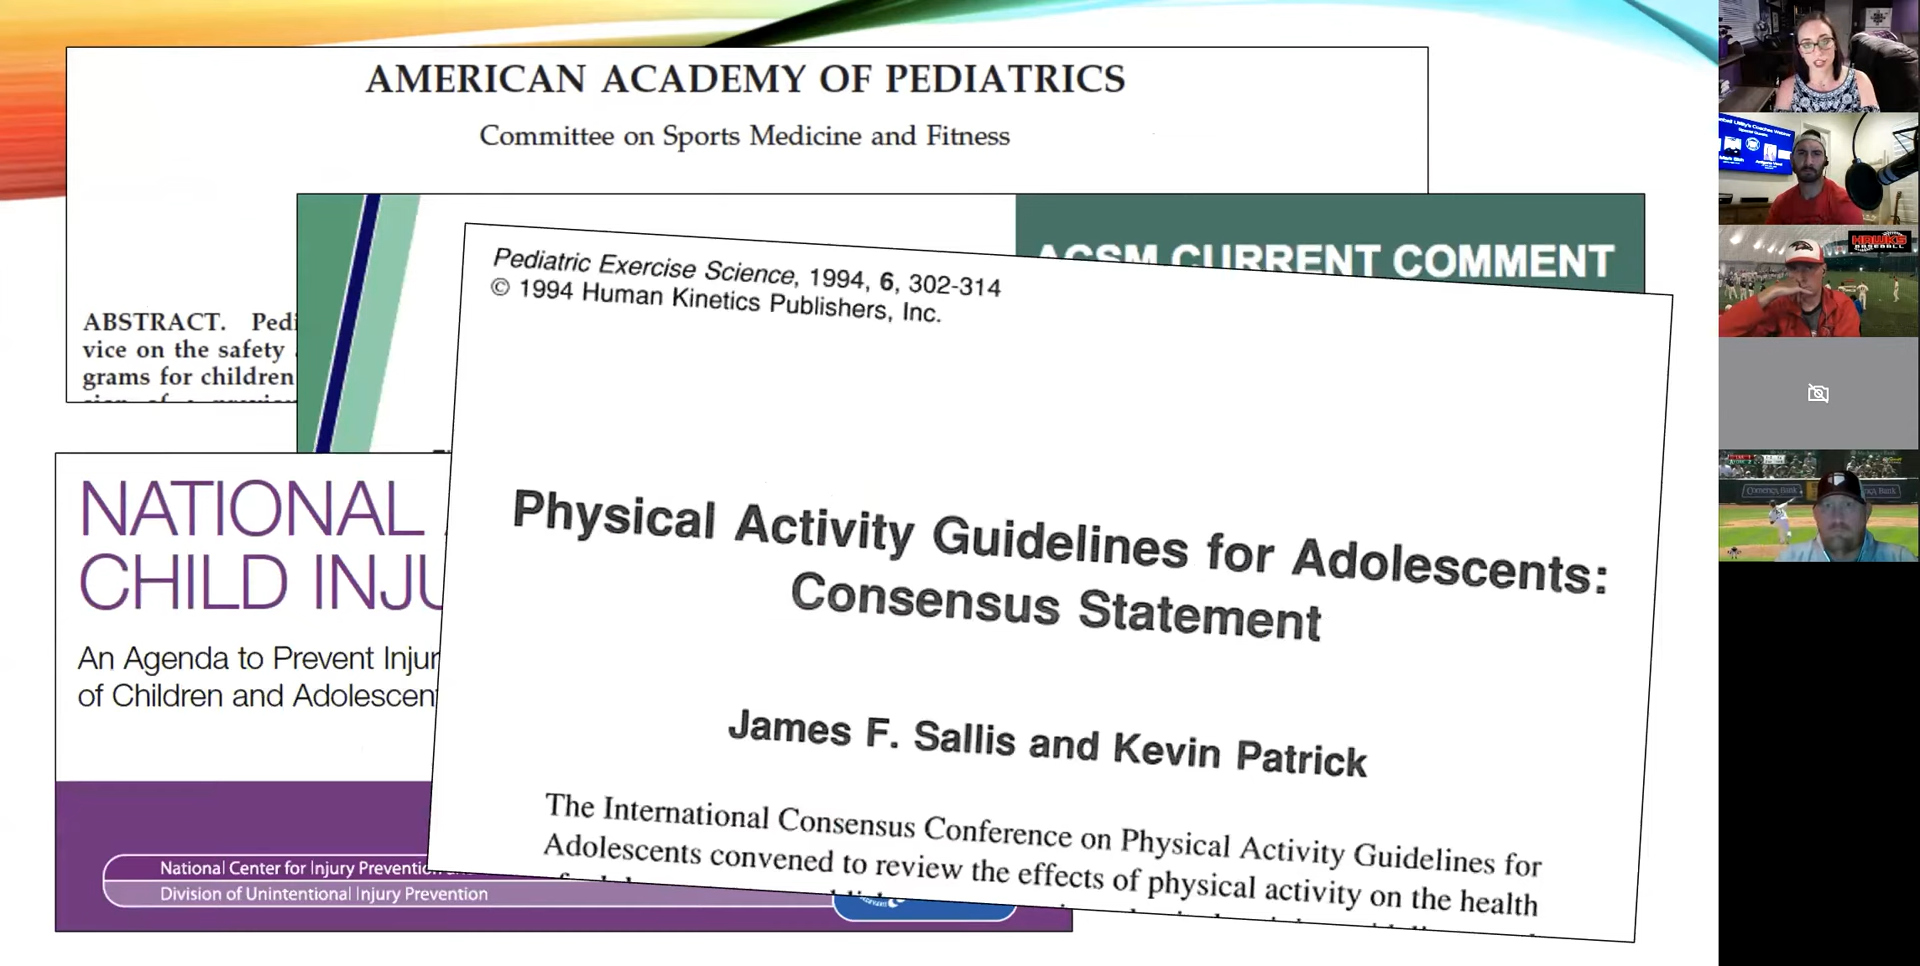 AMERICAN ACADEMY OF PEDIATRICS
Committee on Sports Medicine and Fitness
ABSTRACT. Pedi
vice on the safety
grams for children
ACSM CURRENT COMMENT
Pediatric Exercise Science, 1994, 6, 302-314
© 1994 Human Kinetics Publishers, Inc.
Physical Activity Guidelines for Adolescents:
Consensus Statement
James F. Sallis and Kevin Patrick
The International Consensus Conference on Physical Activity Guidelines for
Adolescents convened to review the effects of physical activity on the health
NATIONAL
CHILD INJU
An Agenda to Prevent Injur
of Children and Adolescent
National Center for Injury Prevention
Division of Unintentional Injury Prevention
HAWKS
BASEBALL